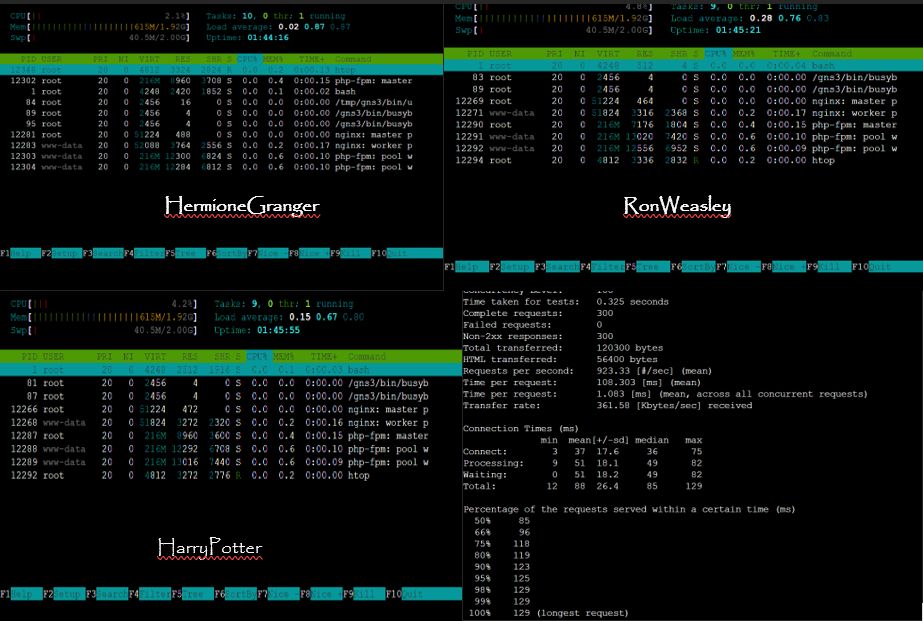 CPU[ 2.1%] Tasks: 10, 0 thr; 1 running
Mem[||||||||||||||||||||||||615M/1.92G] Load average: 0.02 0.87 0.87
Swp[| 40.5M/2.00G] Uptime: 01:44:16
PID USER PRI NI VIRT RES SHR S CPU% MEM% TIME+ Command
12348 root 20 0 4812 3324 2824 R 0.0 0.2 0:00.13 htop
12302 root 20 0 216M 8960 3708 S 0.0 0.4 0:00.15 php-fpm: master
1 root 20 0 4248 2420 1852 S 0.0 0.1 0:00.02 bash
84 root 20 0 2456 16 0 S 0.0 0.0 0:00.00 /tmp/gns3/bin/u
89 root 20 0 2456 4 0 S 0.0 0.0 0:00.00 /gns3/bin/busyb
95 root 20 0 2456 4 0 S 0.0 0.0 0:00.00 /gns3/bin/busyb
12281 root 20 0 51224 488 0 S 0.0 0.0 0:00.00 nginx: master p
12283 www-data 20 0 52088 3764 2556 S 0.0 0.2 0:00.17 nginx: worker p
12303 www-data 20 0 216M 12300 6824 S 0.0 0.6 0:00.10 php-fpm: pool w
12304 www-data 20 0 216M 12284 6812 S 0.0 0.6 0:00.10 php-fpm: pool w
HermioneGranger
F1Help F2Setup F3Search F4Filter F5Tree F6SortBy F7Nice - F8Nice + F9Kill F10Quit
CPU[|| 4.8%] Tasks: 9, 0 thr; 1 running
Mem[||||||||||||||||||||||||615M/1.92G] Load average: 0.28 0.76 0.83
Swp[| 40.5M/2.00G] Uptime: 01:45:21
PID USER PRI NI VIRT RES SHR S CPU% MEM% TIME+ Command
1 root 20 0 4248 512 4 S 0.0 0.0 0:00.04 bash
83 root 20 0 2456 4 0 S 0.0 0.0 0:00.00 /gns3/bin/busyb
89 root 20 0 2456 4 0 S 0.0 0.0 0:00.00 /gns3/bin/busyb
12269 root 20 0 51224 464 0 S 0.0 0.0 0:00.00 nginx: master p
12271 www-data 20 0 51824 3316 2368 S 0.0 0.2 0:00.17 nginx: worker p
12290 root 20 0 216M 7176 1804 S 0.0 0.4 0:00.15 php-fpm: master
12291 www-data 20 0 216M 13020 7420 S 0.0 0.6 0:00.10 php-fpm: pool w
12292 www-data 20 0 216M 12556 6952 S 0.0 0.6 0:00.09 php-fpm: pool w
12294 root 20 0 4812 3336 2832 R 0.0 0.2 0:00.00 htop
RonWeasley
F1Help F2Setup F3Search F4Filter F5Tree F6SortBy F7Nice - F8Nice + F9Kill F10Quit
CPU[||| 4.2%] Tasks: 9, 0 thr; 1 running
Mem[||||||||||||||||||||||||615M/1.92G] Load average: 0.15 0.67 0.80
Swp[| 40.5M/2.00G] Uptime: 01:45:55
PID USER PRI NI VIRT RES SHR S CPU% MEM% TIME+ Command
1 root 20 0 4248 2512 1916 S 0.0 0.1 0:00.03 bash
81 root 20 0 2456 4 0 S 0.0 0.0 0:00.00 /gns3/bin/busyb
87 root 20 0 2456 4 0 S 0.0 0.0 0:00.00 /gns3/bin/busyb
12266 root 20 0 51224 472 0 S 0.0 0.0 0:00.00 nginx: master p
12268 www-data 20 0 51824 3272 2320 S 0.0 0.2 0:00.16 nginx: worker p
12287 root 20 0 216M 8960 3600 S 0.0 0.4 0:00.15 php-fpm: master
12288 www-data 20 0 216M 12292 6708 S 0.0 0.6 0:00.10 php-fpm: pool w
12289 www-data 20 0 216M 13016 7440 S 0.0 0.6 0:00.09 php-fpm: pool w
12292 root 20 0 4812 3272 2776 R 0.0 0.2 0:00.00 htop
HarryPotter
F1Help F2Setup F3Search F4Filter F5Tree F6SortBy F7Nice - F8Nice + F9Kill F10Quit
Concurrency Level: 100
Time taken for tests: 0.325 seconds
Complete requests: 300
Failed requests: 0
Non-2xx responses: 300
Total transferred: 120300 bytes
HTML transferred: 56400 bytes
Requests per second: 923.33 [#/sec] (mean)
Time per request: 108.303 [ms] (mean)
Time per request: 1.083 [ms] (mean, across all concurrent requests)
Transfer rate: 361.58 [Kbytes/sec] received
Connection Times (ms)
min mean[+/-sd] median max
Connect: 3 37 17.6 36 75
Processing: 9 51 18.1 49 82
Waiting: 0 51 18.2 49 82
Total: 12 88 26.4 85 129
Percentage of the requests served within a certain time (ms)
50% 85
66% 96
75% 118
80% 119
90% 123
95% 125
98% 129
99% 129
100% 129 (longest request)